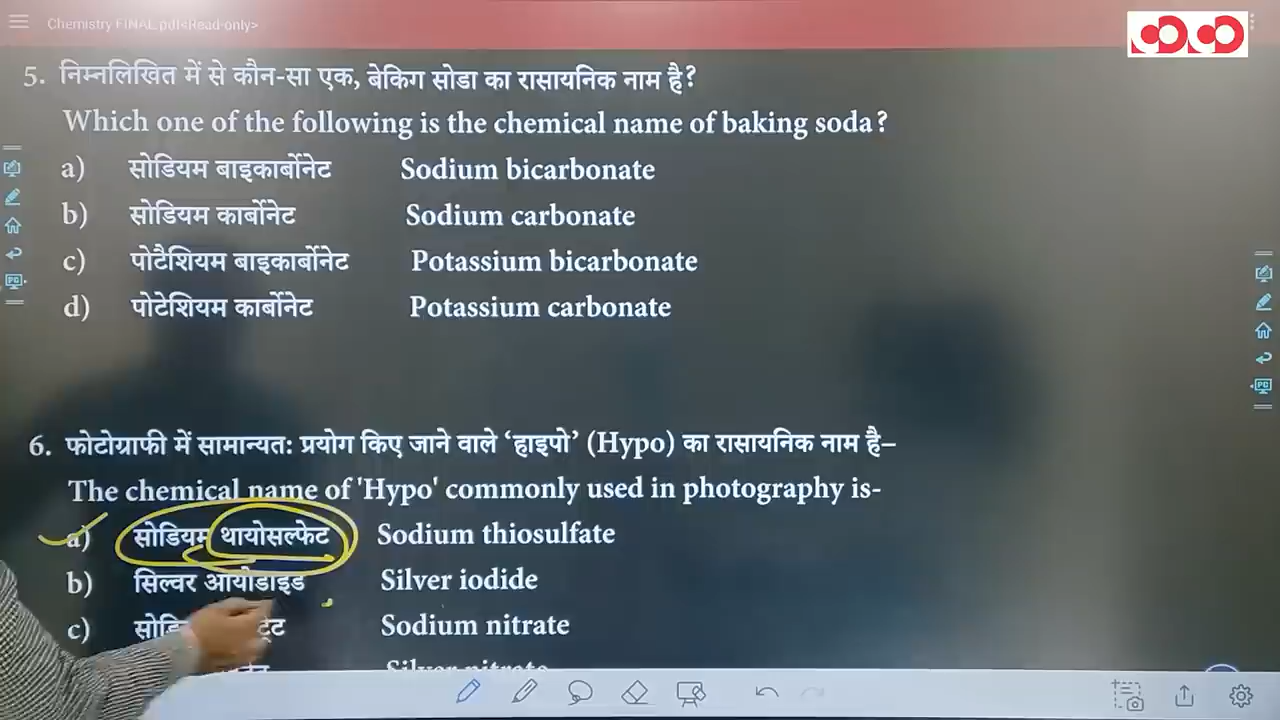 Chemistry FINAL.pdf<Read-only>
5. निम्नलिखित में से कौन-सा एक, बेकिंग सोडा का रासायनिक नाम है?
Which one of the following is the chemical name of baking soda?
a) सोडियम बाइकार्बोनेट Sodium bicarbonate
b) सोडियम कार्बोनेट Sodium carbonate
c) पोटैशियम बाइकार्बोनेट Potassium bicarbonate
d) पोटेशियम कार्बोनेट Potassium carbonate
6. फोटोग्राफी में सामान्यत: प्रयोग किए जाने वाले ‘हाइपो’ (Hypo) का रासायनिक नाम है–
The chemical name of 'Hypo' commonly used in photography is-
a) सोडियम थायोसल्फेट Sodium thiosulfate
b) सिल्वर आयोडाइड Silver iodide
c) Sodium nitrate
Silver nitrate